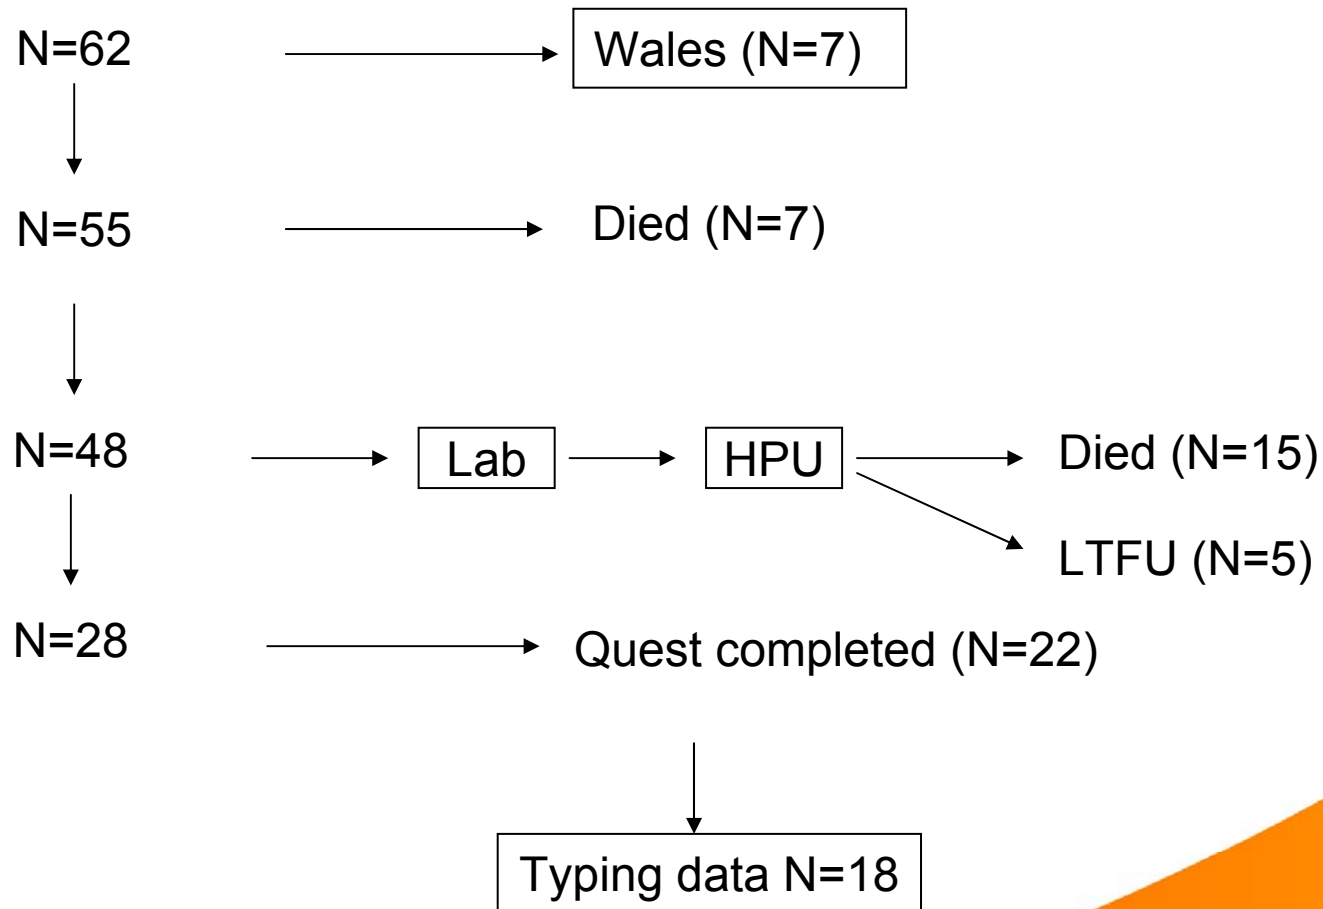 N=62
Wales (N=7)
N=55
Died (N=7)
N=48
Lab
HPU
Died (N=15)
LTFU (N=5)
N=28
Quest completed (N=22)
Typing data N=18